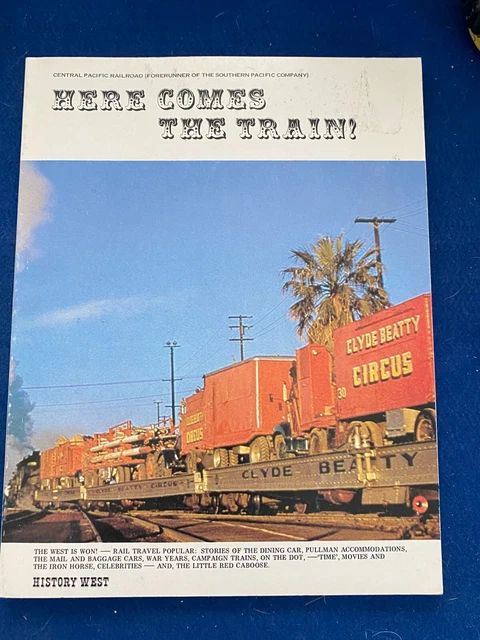 CENTRAL PACIFIC RAILROAD (FORERUNNER OF THE SOUTHERN PACIFIC COMPANY)
HERE COMES
THE TRAIN!
CLYDE BEATTY
CIRCUS
30
CIRCUS
CLYDE BEATTY
THE WEST IS WON! — RAIL TRAVEL POPULAR: STORIES OF THE DINING CAR, PULLMAN ACCOMMODATIONS,
THE MAIL AND BAGGAGE CARS, WAR YEARS, CAMPAIGN TRAINS, ON THE DOT, —'TIME', MOVIES AND
THE IRON HORSE, CELEBRITIES — AND, THE LITTLE RED CABOOSE.
HISTORY WEST